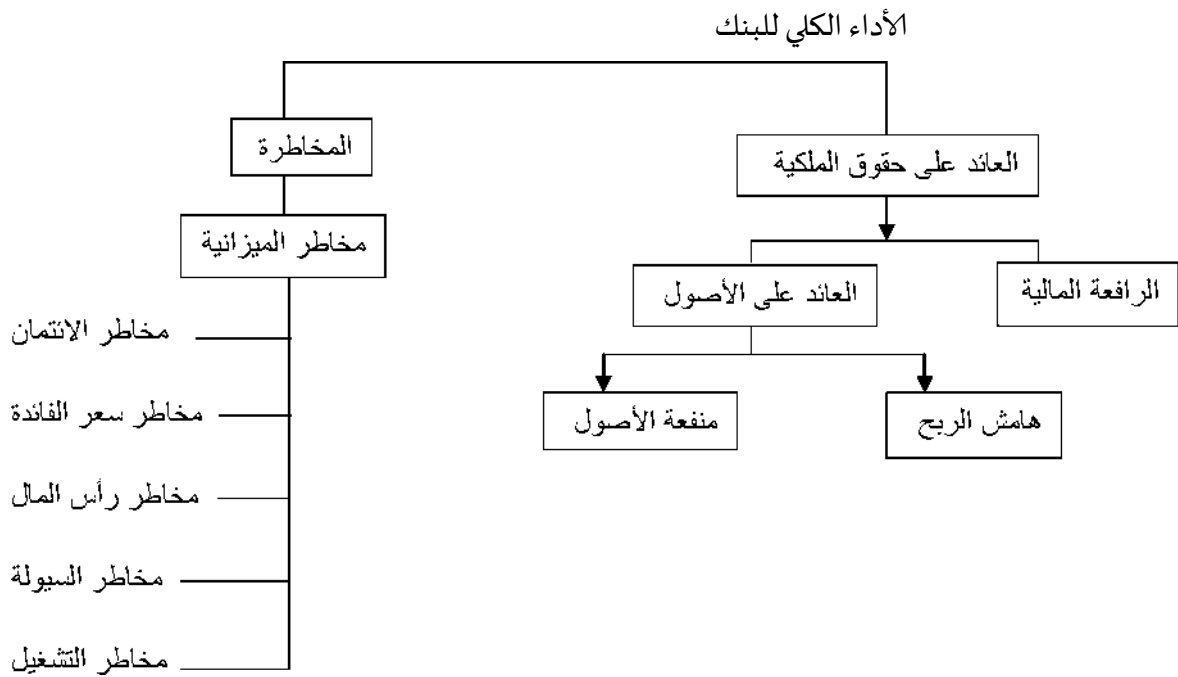 الأداء الكلي للبنك
العائد على حقوق الملكية
المخاطرة
الرافعة المالية
العائد على الأصول
هامش الربح
منفعة الأصول
مخاطر الميزانية
مخاطر الائتمان
مخاطر سعر الفائدة
مخاطر رأس المال
مخاطر السيولة
مخاطر التشغيل